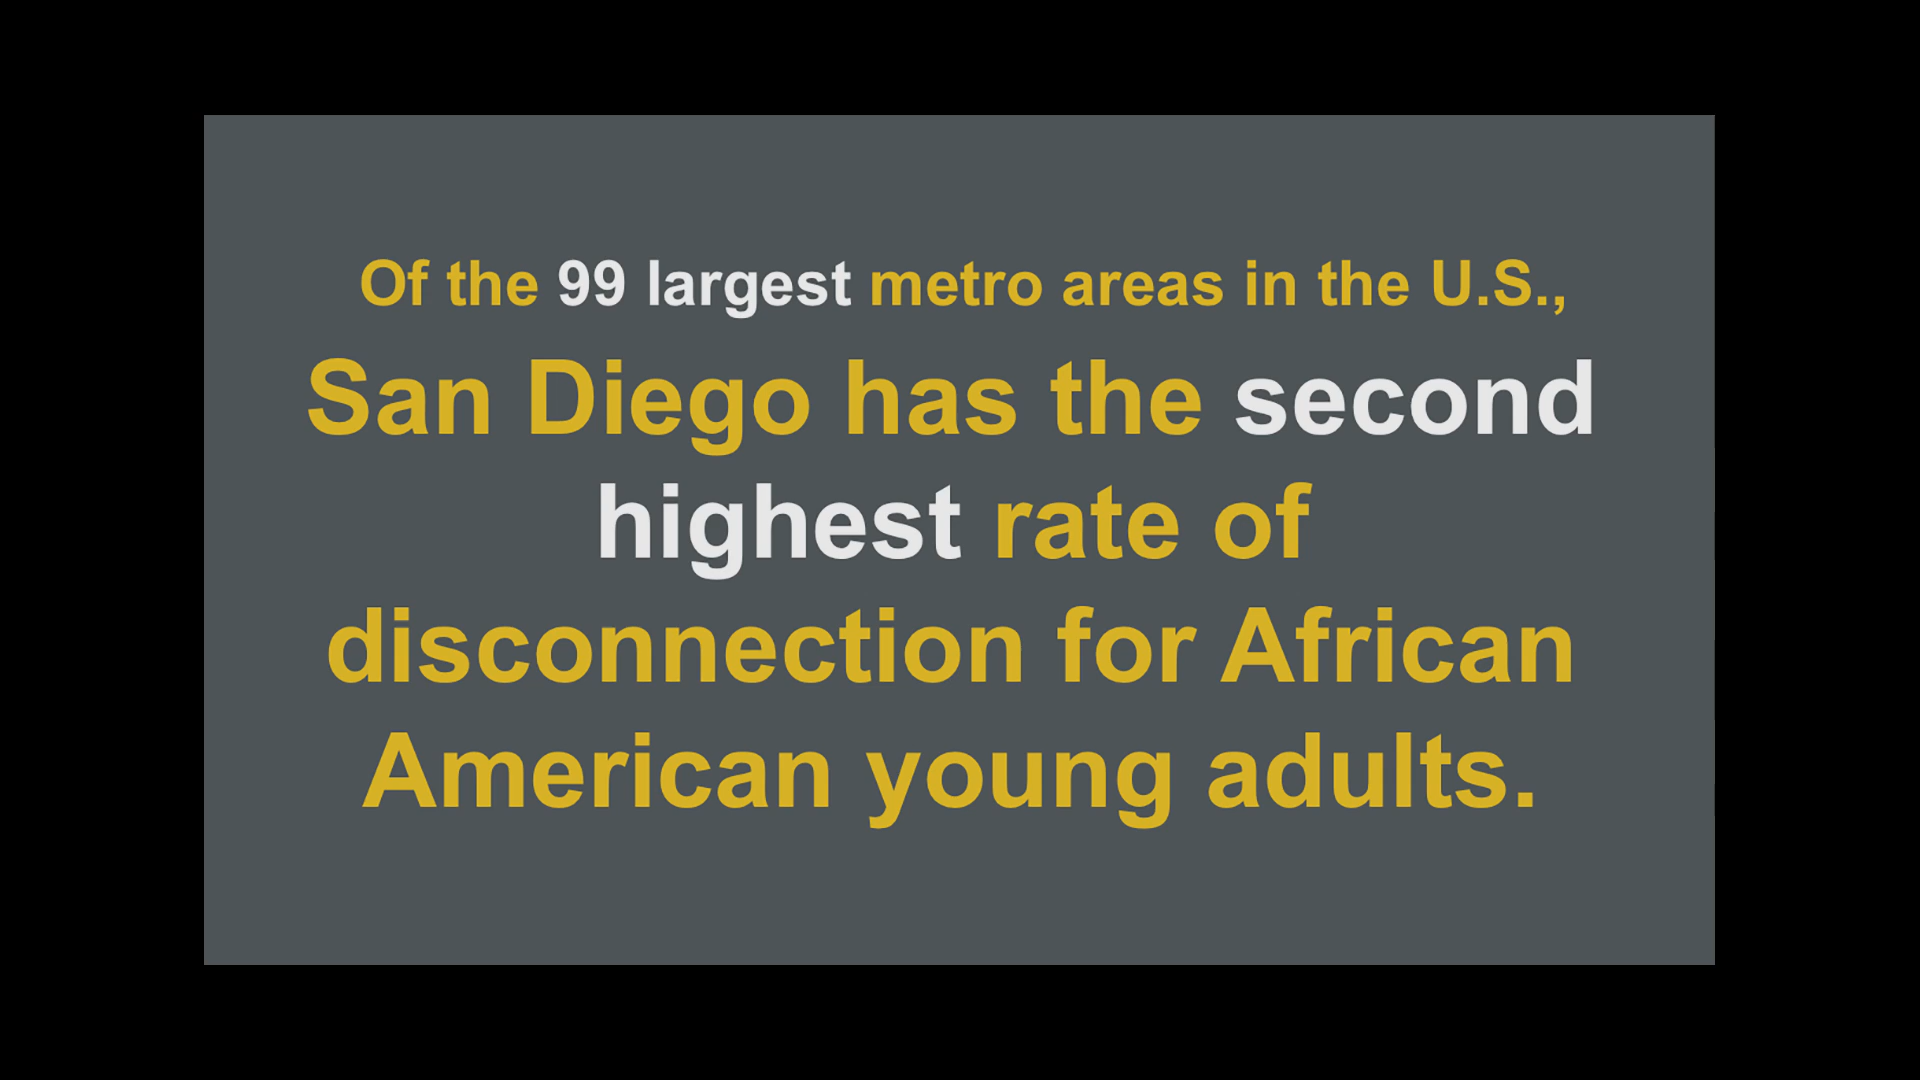 Of the 99 largest metro areas in the U.S.,
San Diego has the second
highest rate of
disconnection for African
American young adults.